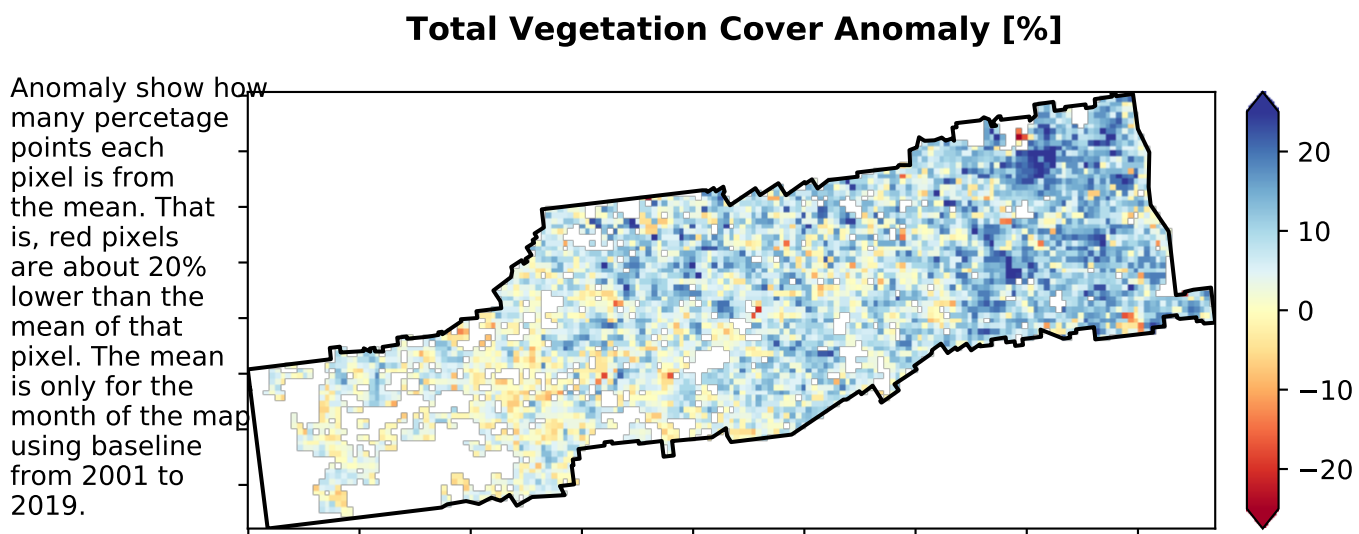 Total Vegetation Cover Anomaly [%]
Anomaly show how
many percetage
points each
pixel is from
the mean. That
is, red pixels
are about 20%
lower than the
mean of that
pixel. The mean
is only for the
month of the map
using baseline
from 2001 to
2019.
20
10
0
−10
−20